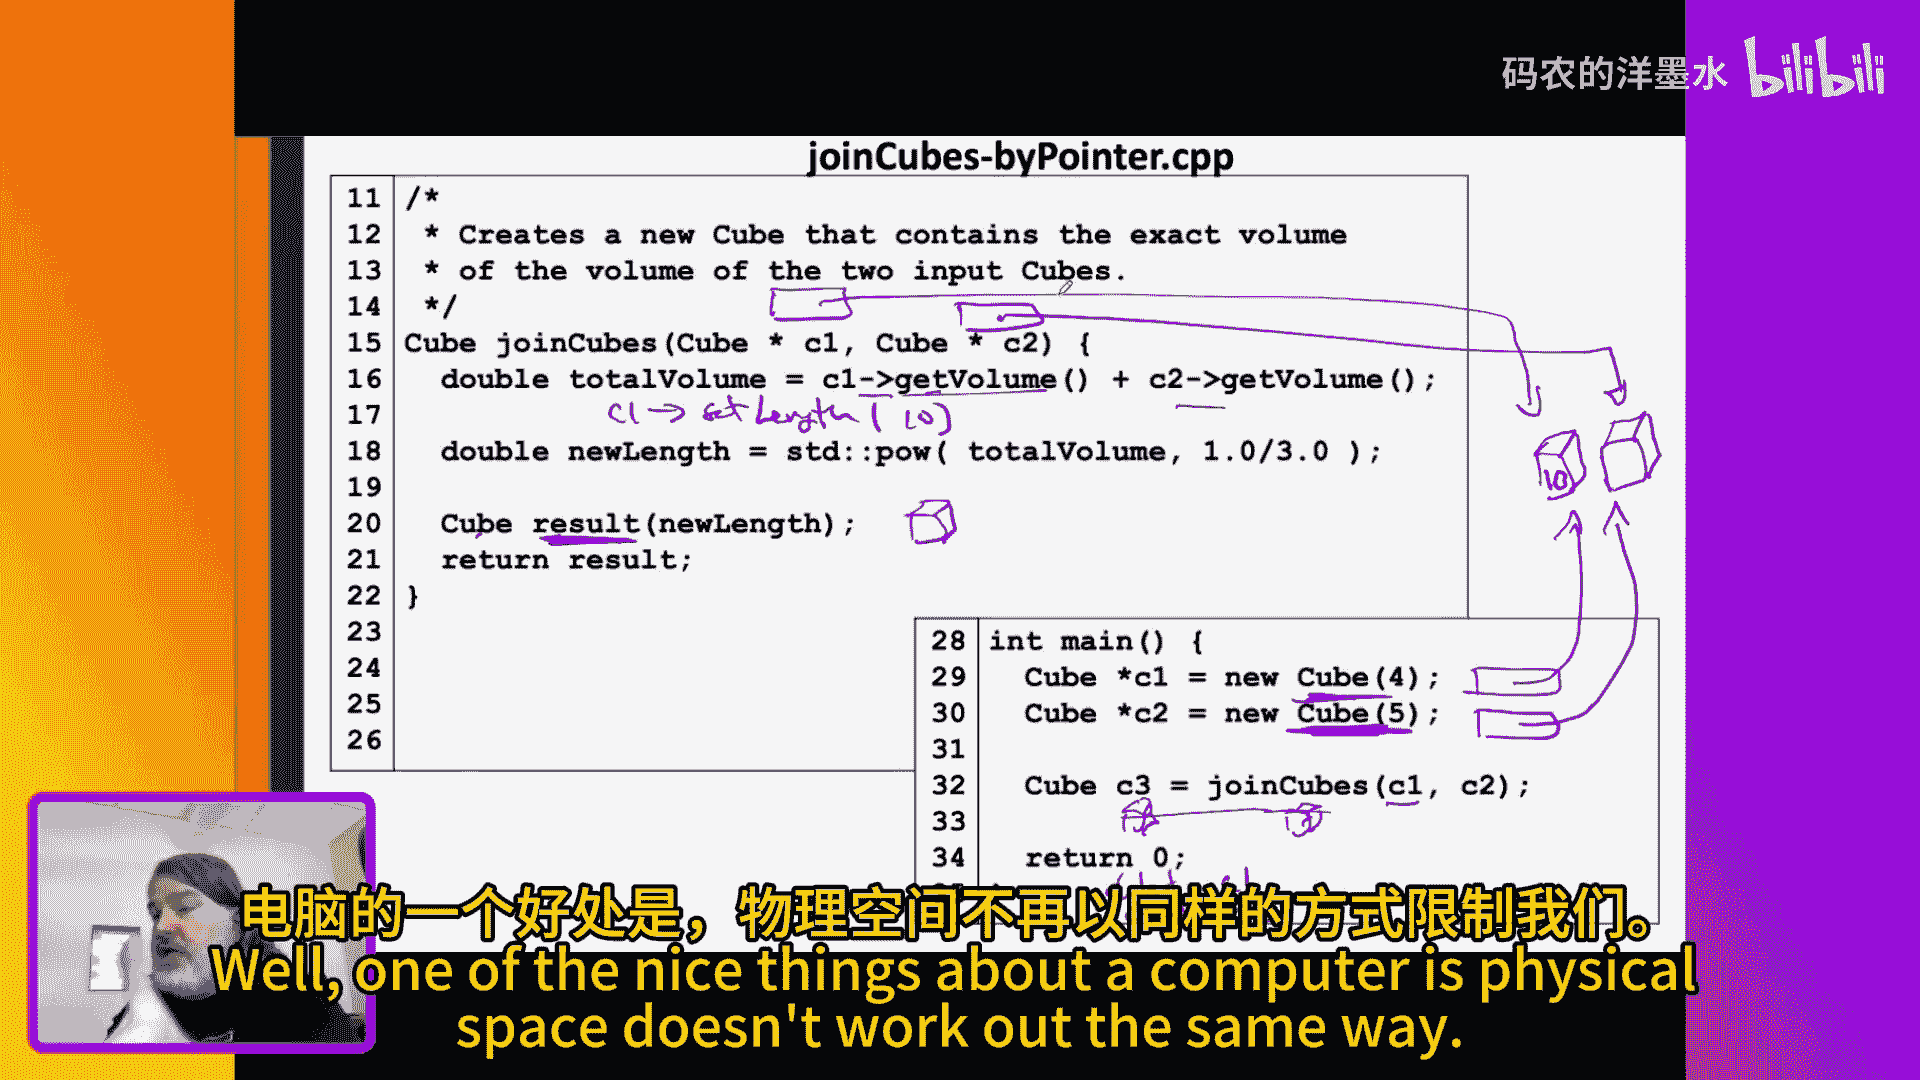 码农的洋墨水 bilibili
joinCubes-byPointer.cpp
11 /*
12  * Creates a new Cube that contains the exact volume
13  * of the volume of the two input Cubes.
14  */
15 Cube joinCubes(Cube * c1, Cube * c2) {
16   double totalVolume = c1->getVolume() + c2->getVolume();
17 c1 -> setLength(10)
18   double newLength = std::pow( totalVolume, 1.0/3.0 );
19
20   Cube result(newLength);
21   return result;
22 }
23
24
25
26
10
28 int main() {
29   Cube *c1 = new Cube(4);
30   Cube *c2 = new Cube(5);
31
32   Cube c3 = joinCubes(c1, c2);
33
34   return 0;
电脑的一个好处是，物理空间不再以同样的方式限制我们。
Well, one of the nice things about a computer is physical
space doesn't work out the same way.